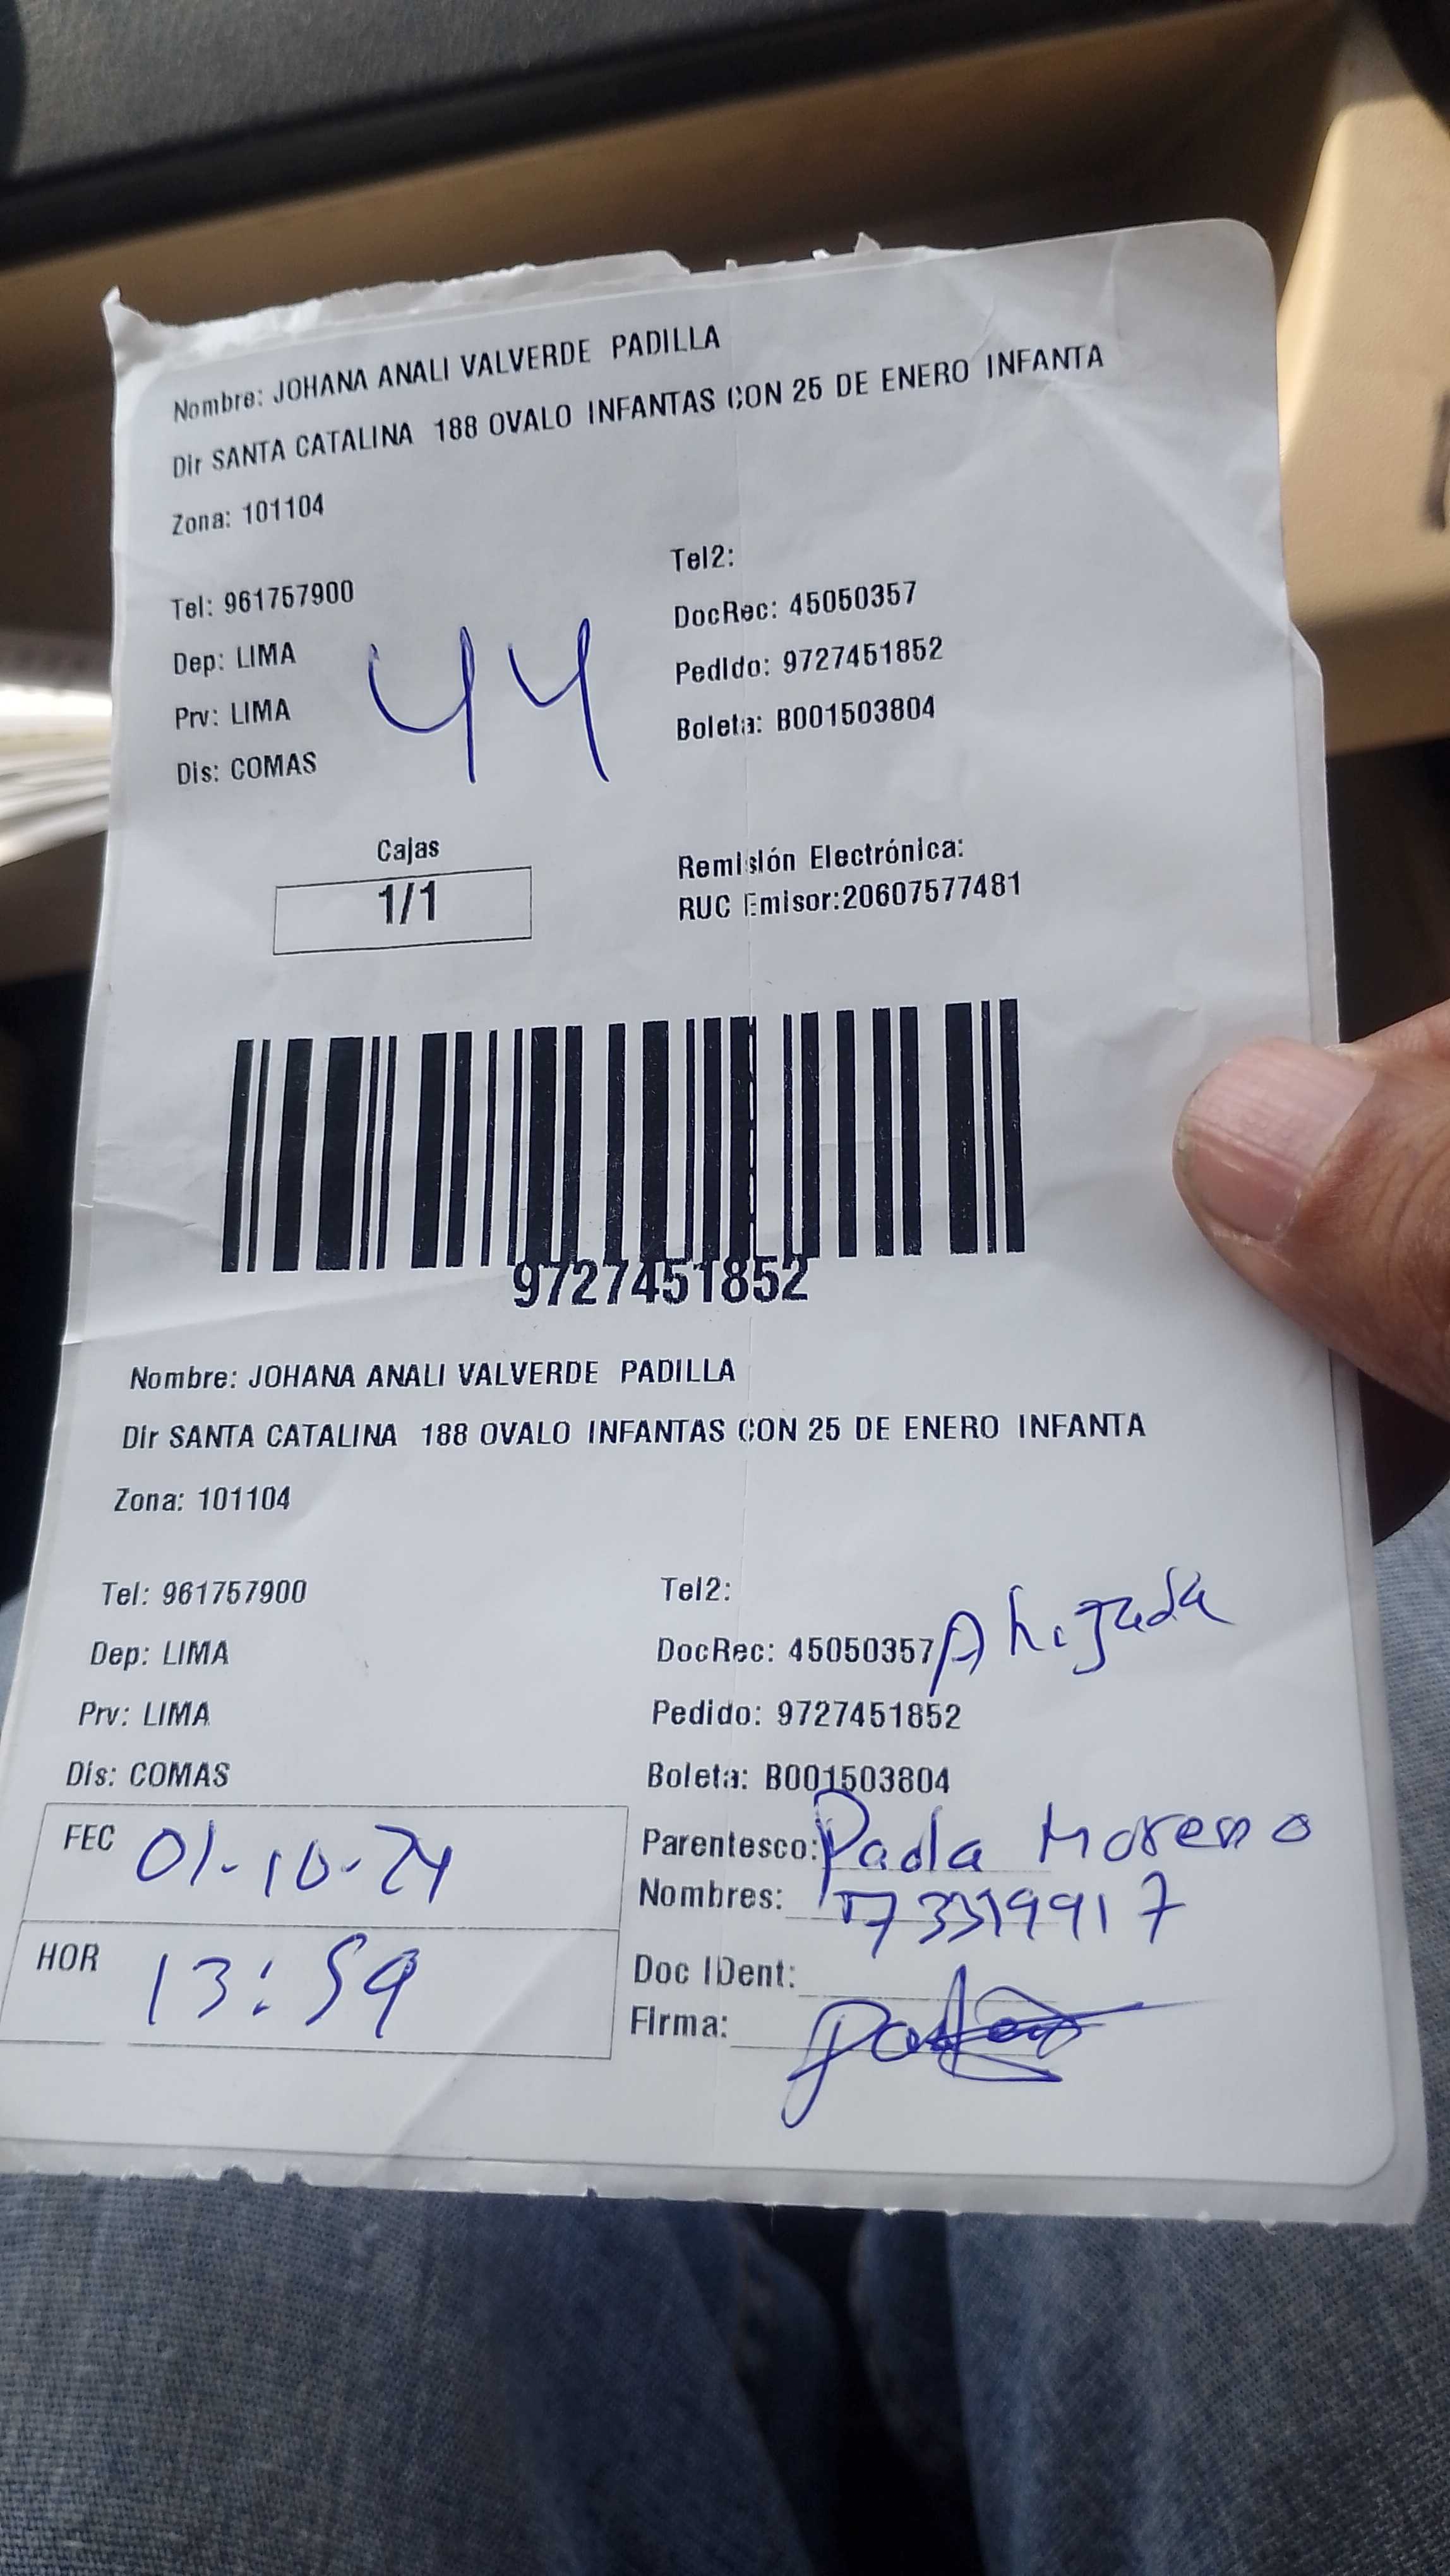 Nombre: JOHANA ANALI VALVERDE PADILLA
Dir SANTA CATALINA 188 OVALO INFANTAS CON 25 DE ENERO INFANTA
Zona: 101104
Tel2:
Tel: 961757900
DocRec: 45050357
Dep: LIMA
Pedido: 9727451852
Prv: LIMA
Boleta: B001503804
Dis: COMAS
44
Cajas
1/1
Remisión Electrónica:
RUC Emisor:20607577481
9727451852
Nombre: JOHANA ANALI VALVERDE PADILLA
Dir SANTA CATALINA 188 OVALO INFANTAS CON 25 DE ENERO INFANTA
Zona: 101104
Tel: 961757900
Tel2:
Ahijada
Dep: LIMA
DocRec: 45050357
Prv: LIMA
Pedido: 9727451852
Dis: COMAS
Boleta: B001503804
FEC 01-10-24
Parentesco: Paola Moreno
Nombres: 73319917
HOR 13:59
Doc IDent:
Firma: